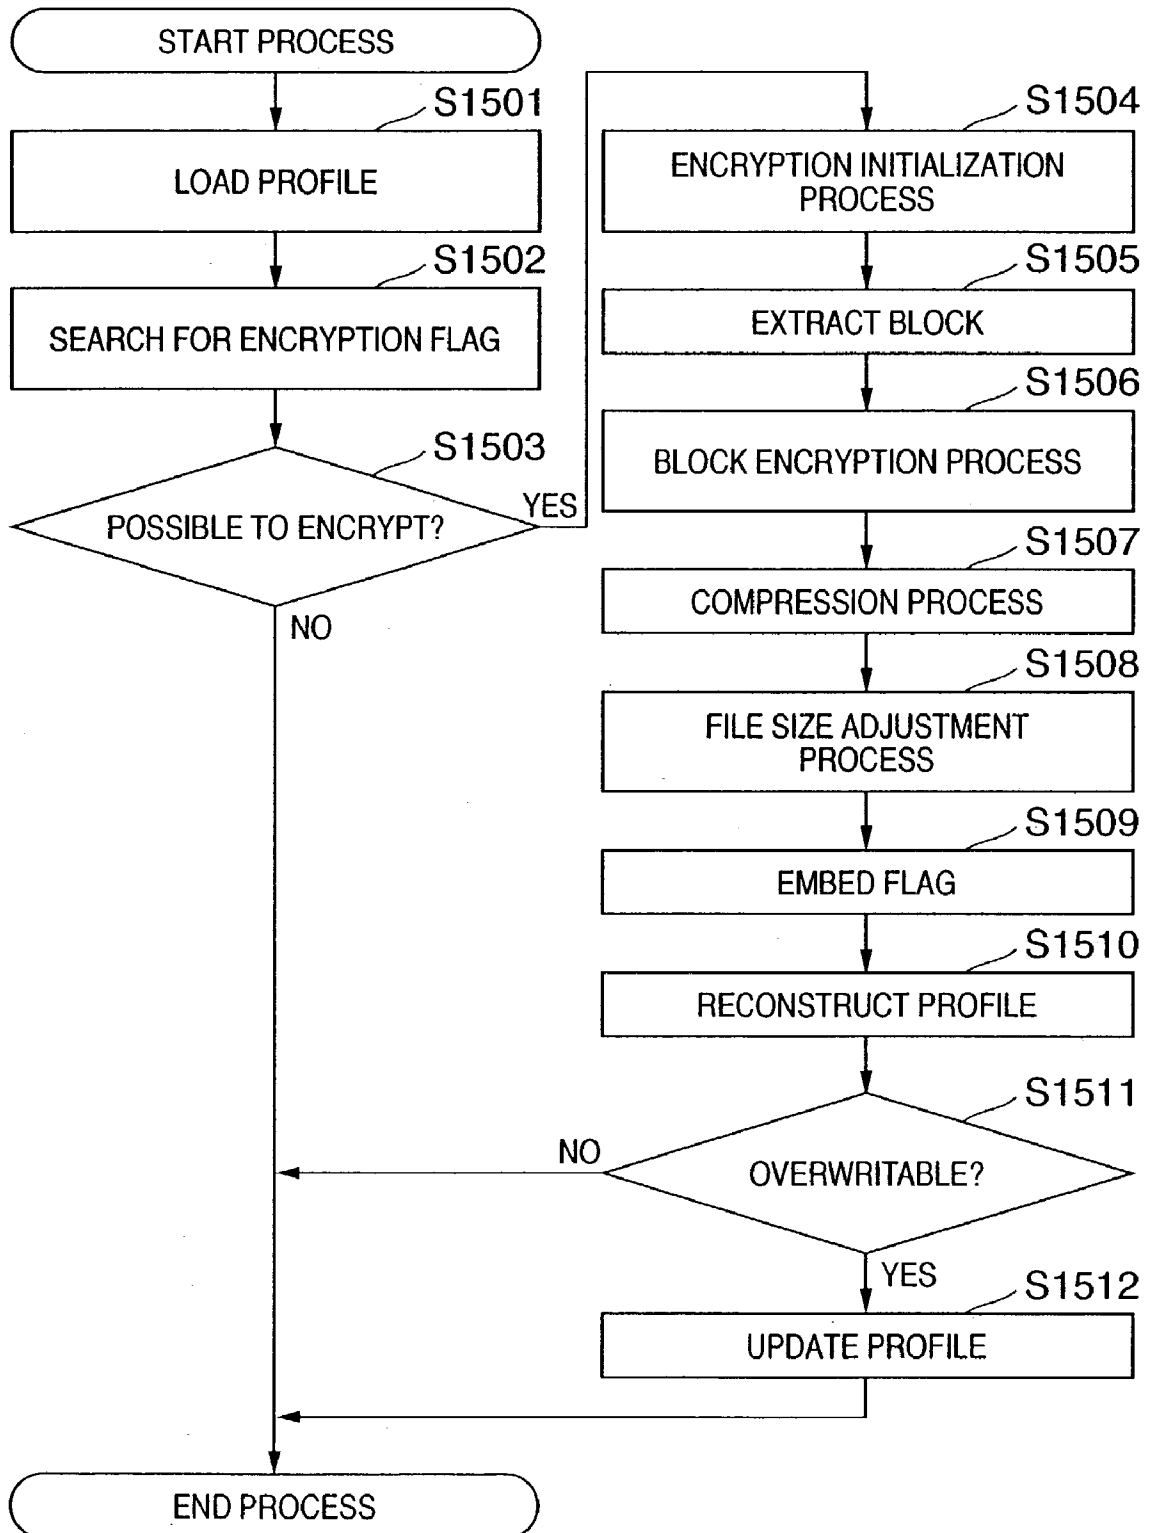 START PROCESS
S1501
LOAD PROFILE
S1502
SEARCH FOR ENCRYPTION FLAG
S1503
POSSIBLE TO ENCRYPT?
YES
NO
S1504
ENCRYPTION INITIALIZATION
PROCESS
S1505
EXTRACT BLOCK
S1506
BLOCK ENCRYPTION PROCESS
S1507
COMPRESSION PROCESS
S1508
FILE SIZE ADJUSTMENT
PROCESS
S1509
EMBED FLAG
S1510
RECONSTRUCT PROFILE
S1511
OVERWRITABLE?
NO
YES
S1512
UPDATE PROFILE
END PROCESS